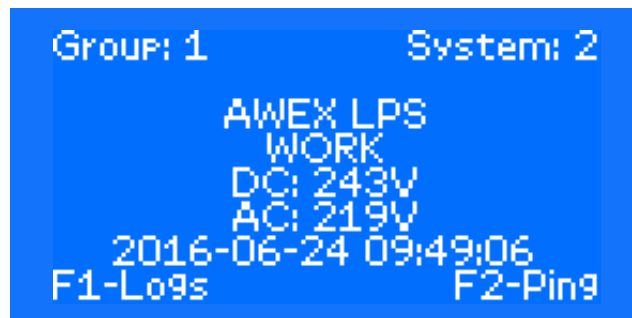 Group: 1 System: 2
AWEX LPS
WORK
DC: 243V
AC: 219V
2016-06-24 09:49:06
F1-Logs F2-Ping